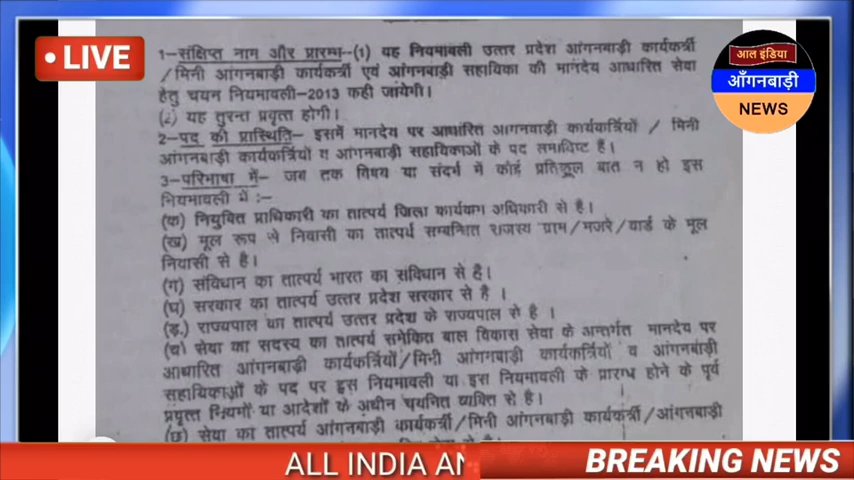 LIVE
आल इंडिया
आँगनबाड़ी
NEWS
1-संक्षिप्त नाम और प्रारम्भ--(1) यह नियमावली उत्तर प्रदेश आंगनबाड़ी कार्यकर्त्री
/मिनी आंगनबाड़ी कार्यकर्त्री एवं आंगनबाड़ी सहायिका की मानदेय आधारित सेवा
हेतु चयन नियमावली-2013 कही जायेगी।
(2) यह तुरन्त प्रवृत्त होगी।
2-पद की प्रास्थिति- इसमें मानदेय पर आधारित आगनबाड़ी कार्यकर्त्रियों / मिनी
आंगनबाड़ी कार्यकर्त्रियों व आंगनबाड़ी सहायिकाओं के पद समाविष्ट हैं।
3-परिभाषा में- जब तक विषय या संदर्भ में कोई प्रतिकूल बात न हो इस
नियमावली में :-
(क) नियुक्ति प्राधिकारी का तात्पर्य जिला कार्यक्रम अधिकारी से है।
(ख) मूल रूप से निवासी का तात्पर्य सम्बन्धित राजस्व ग्राम/मजरे/वार्ड के मूल
निवासी से है।
(ग) संविधान का तात्पर्य भारत का संविधान से है।
(घ) सरकार का तात्पर्य उत्तर प्रदेश सरकार से है ।
(ड़.) राज्यपाल का तात्पर्य उत्तर प्रदेश के राज्यपाल से है ।
(च) सेवा का सदस्य का तात्पर्य समेकित बाल विकास सेवा के अन्तर्गत मानदेय पर
आधारित आंगनबाड़ी कार्यकर्त्रियों/मिनी आंगनबाड़ी कार्यकर्त्रियों व आंगनबाड़ी
सहायिकाओं के पद पर इस नियमावली या इस नियमावली के प्रारम्भ होने के पूर्व
प्रवृत्त नियमों या आदेशों के अधीन चयनित व्यक्ति से है।
(छ) सेवा का तात्पर्य आंगनबाड़ी कार्यकर्त्री/मिनी आंगनबाड़ी कार्यकर्त्री/आंगनबाड़ी
ALL INDIA AN
BREAKING NEWS